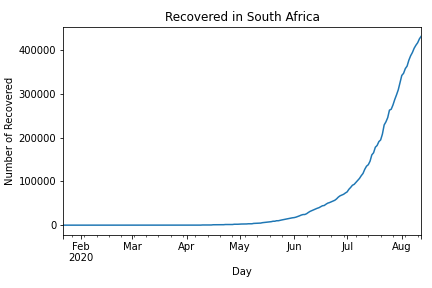 Recovered in South Africa
Number of Recovered
400000
300000
200000
100000
0
Feb Mar Apr May Jun Jul Aug
2020
Day